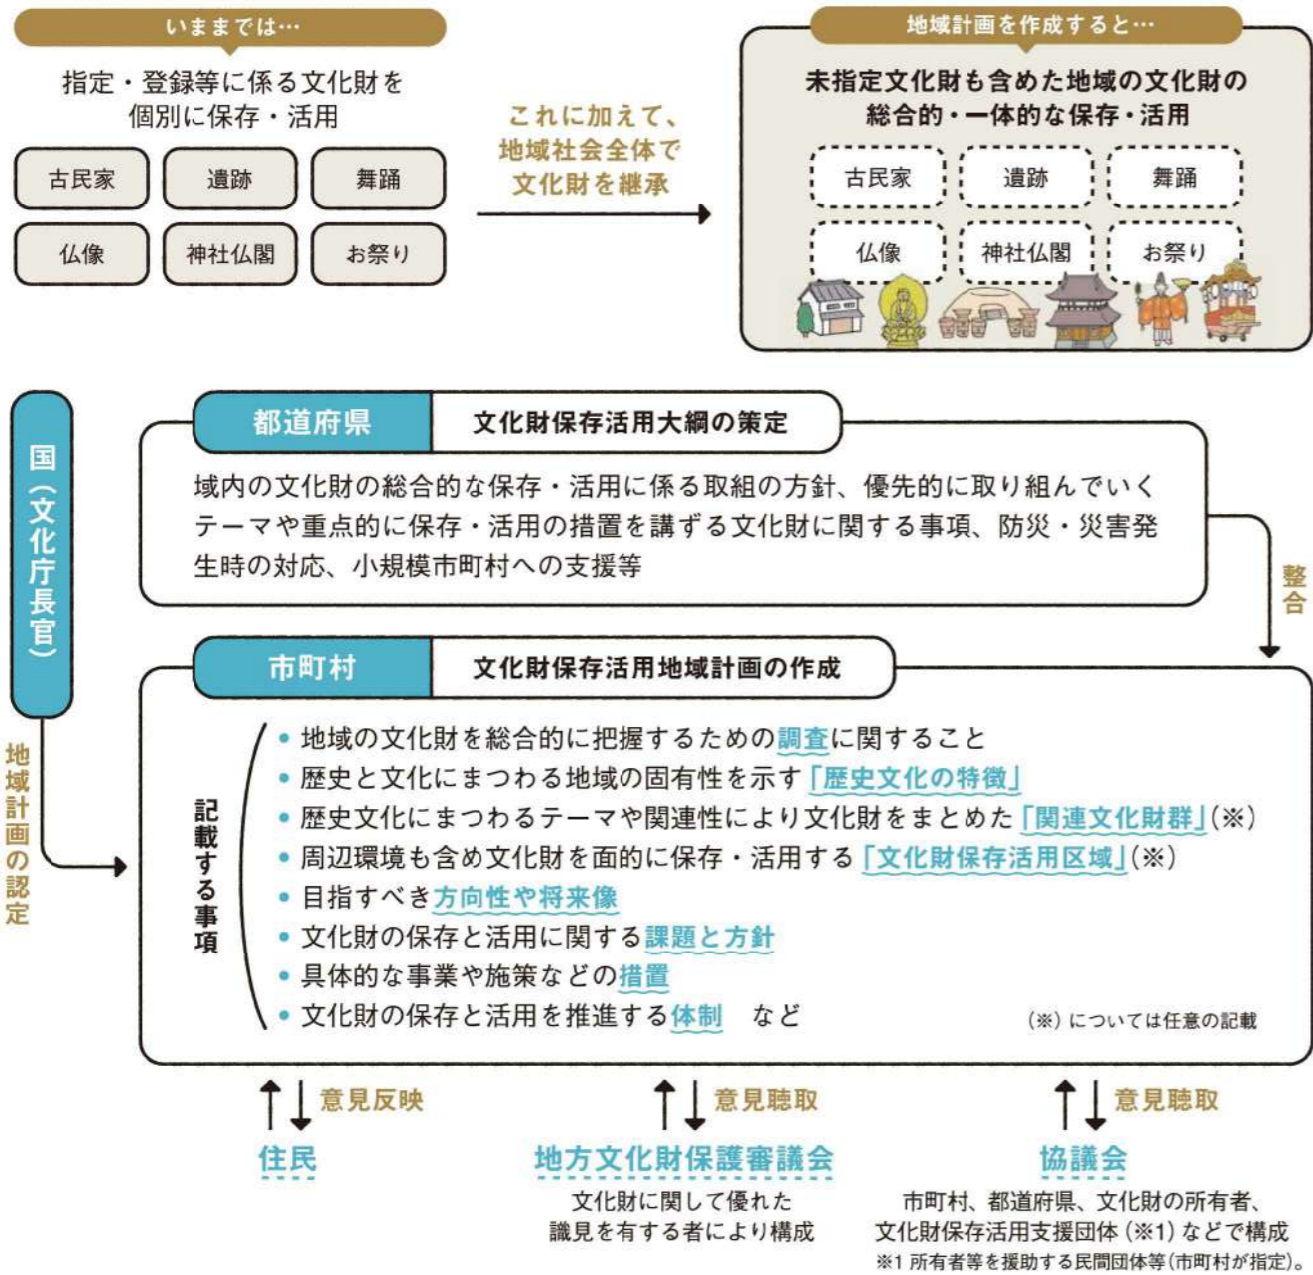 いままでは…
指定・登録等に係る文化財を
個別に保存・活用
古民家
遺跡
舞踊
仏像
神社仏閣
お祭り
これに加えて、
地域社会全体で
文化財を継承
地域計画を作成すると…
未指定文化財も含めた地域の文化財の
総合的・一体的な保存・活用
古民家
遺跡
舞踊
仏像
神社仏閣
お祭り
国（文化庁長官）
地域計画の認定
都道府県
文化財保存活用大綱の策定
域内の文化財の総合的な保存・活用に係る取組の方針、優先的に取り組んでいく
テーマや重点的に保存・活用の措置を講ずる文化財に関する事項、防災・災害発
生時の対応、小規模市町村への支援等
整合
市町村
文化財保存活用地域計画の作成
記載する事項
• 地域の文化財を総合的に把握するための調査に関すること
• 歴史と文化にまつわる地域の固有性を示す「歴史文化の特徴」
• 歴史文化にまつわるテーマや関連性により文化財をまとめた「関連文化財群」(※)
• 周辺環境も含め文化財を面的に保存・活用する「文化財保存活用区域」(※)
• 目指すべき方向性や将来像
• 文化財の保存と活用に関する課題と方針
• 具体的な事業や施策などの措置
• 文化財の保存と活用を推進する体制　など
(※) については任意の記載
意見反映
住民
意見聴取
地方文化財保護審議会
文化財に関して優れた
識見を有する者により構成
意見聴取
協議会
市町村、都道府県、文化財の所有者、
文化財保存活用支援団体 (※1) などで構成
※1 所有者等を援助する民間団体等(市町村が指定)。